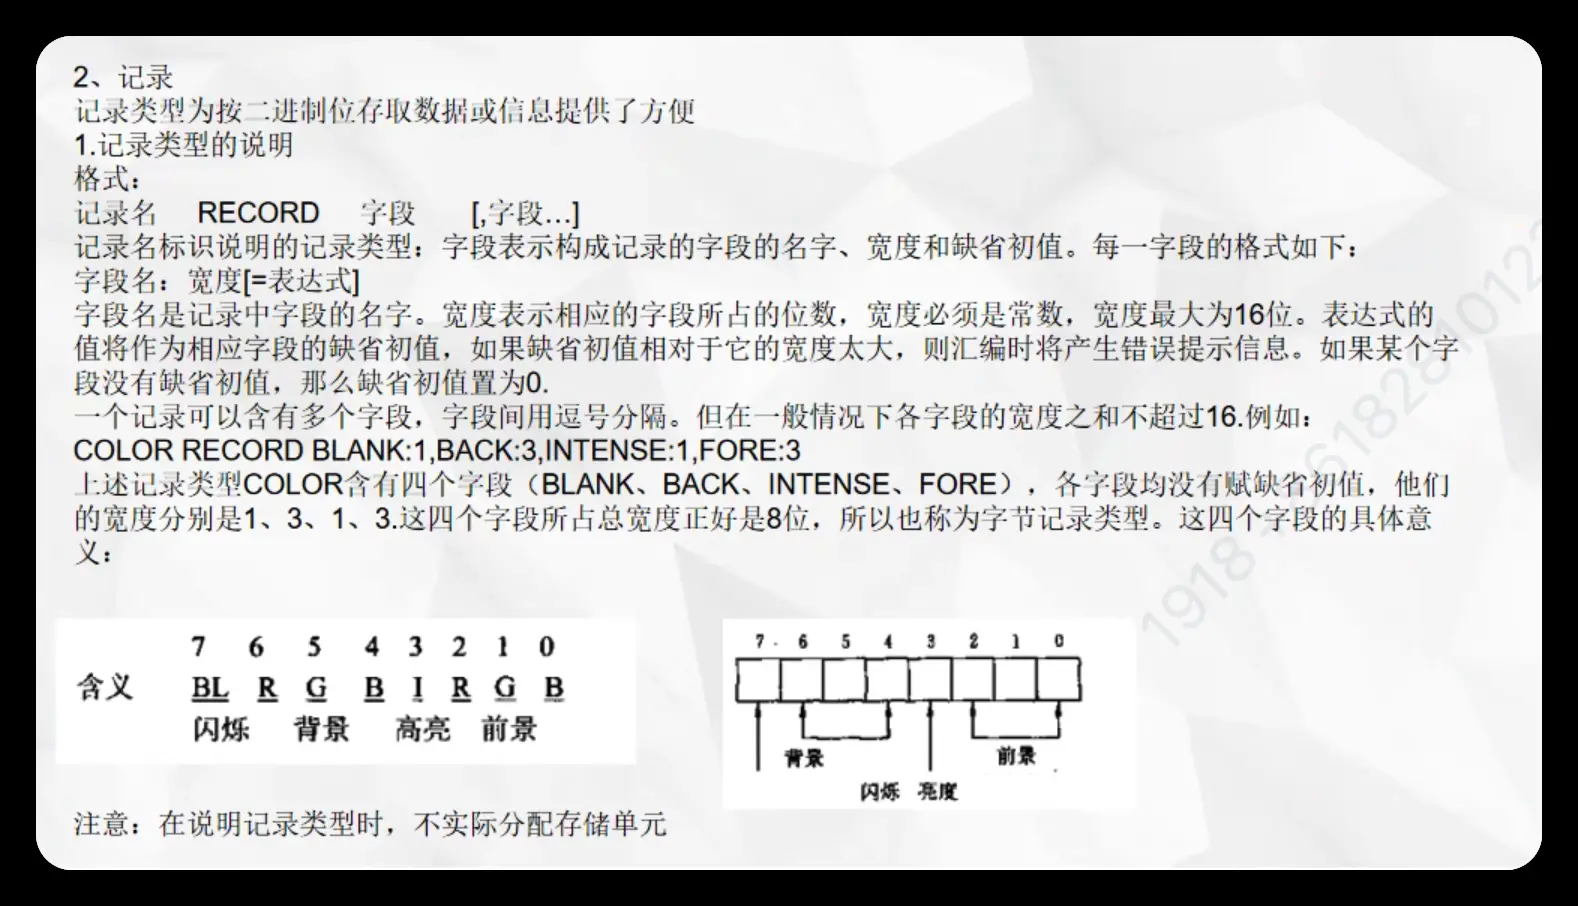 2、记录
记录类型为按二进制位存取数据或信息提供了方便
1.记录类型的说明
格式：
记录名 RECORD 字段 [,字段…]
记录名标识说明的记录类型：字段表示构成记录的字段的名字、宽度和缺省初值。每一字段的格式如下：
字段名：宽度[=表达式]
字段名是记录中字段的名字。宽度表示相应的字段所占的位数，宽度必须是常数，宽度最大为16位。表达式的
值将作为相应字段的缺省初值，如果缺省初值相对于它的宽度太大，则汇编时将产生错误提示信息。如果某个字
段没有缺省初值，那么缺省初值置为0.
一个记录可以含有多个字段，字段间用逗号分隔。但在一般情况下各字段的宽度之和不超过16.例如：
COLOR RECORD BLANK:1,BACK:3,INTENSE:1,FORE:3
上述记录类型COLOR含有四个字段（BLANK、BACK、INTENSE、FORE），各字段均没有赋缺省初值，他们
的宽度分别是1、3、1、3.这四个字段所占总宽度正好是8位，所以也称为字节记录类型。这四个字段的具体意
义：
7 6 5 4 3 2 1 0
含义 BL R G B I R G B
闪烁 背景 高亮 前景
7 6 5 4 3 2 1 0
背景 前景
闪烁 亮度
注意：在说明记录类型时，不实际分配存储单元